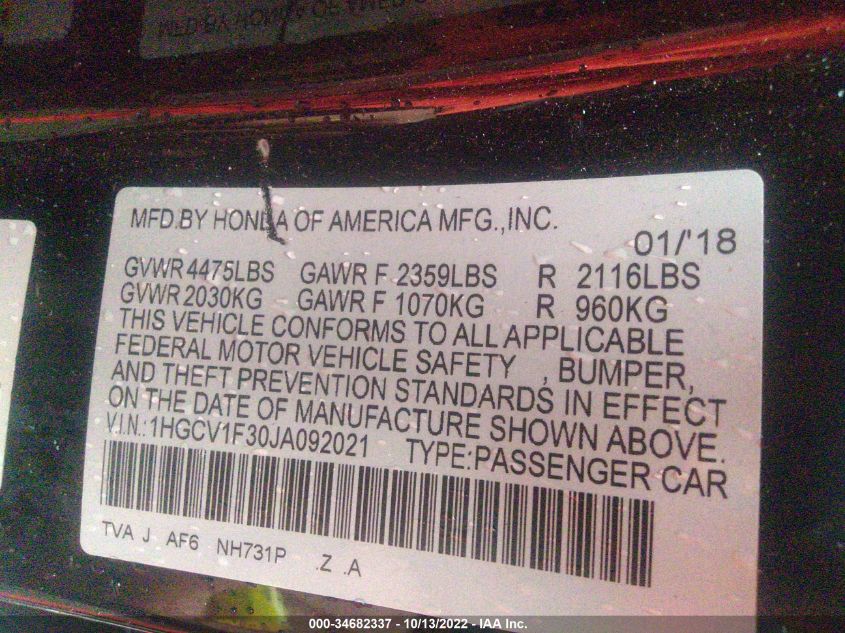 MFD.BY HONDA OF AMERICA MFG.,INC.
01/'18
GVWR 4475LBS GAWR F 2359LBS R 2116LBS
GVWR 2030KG GAWR F 1070KG R 960KG
THIS VEHICLE CONFORMS TO ALL APPLICABLE
FEDERAL MOTOR VEHICLE SAFETY , BUMPER,
AND THEFT PREVENTION STANDARDS IN EFFECT
ON THE DATE OF MANUFACTURE SHOWN ABOVE.
V.I.N.:1HGCV1F30JA092021 TYPE:PASSENGER CAR
TVA J AF6 NH731P .Z .A
000-34682337 - 10/13/2022 - IAA Inc.